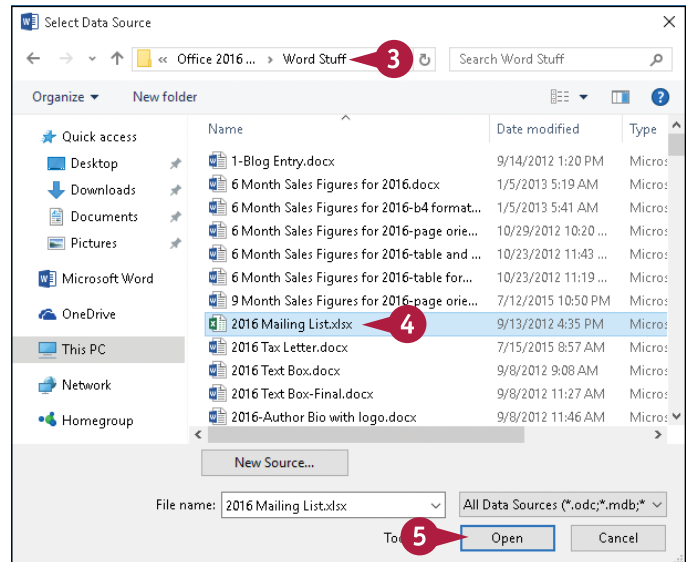 Select Data Source
« Office 2016 ... > Word Stuff 3 Search Word Stuff
Organize New folder
Name Date modified Type
Quick access
Desktop
Downloads
Documents
Pictures
Microsoft Word
OneDrive
This PC
Network
Homegroup
1-Blog Entry.docx 9/14/2012 1:20 PM Micros
6 Month Sales Figures for 2016.docx 1/5/2013 5:19 AM Micros
6 Month Sales Figures for 2016-b4 format... 1/5/2013 5:41 AM Micros
6 Month Sales Figures for 2016-page orie... 10/29/2012 10:20 ... Micros
6 Month Sales Figures for 2016-table and ... 10/23/2012 11:43 ... Micros
6 Month Sales Figures for 2016-table for... 10/23/2012 11:19 ... Micros
9 Month Sales Figures for 2016-page orie... 7/12/2015 10:50 PM Micros
2016 Mailing List.xlsx 4 9/13/2012 4:35 PM Micros
2016 Tax Letter.docx 7/15/2015 8:57 AM Micros
2016 Text Box.docx 9/8/2012 9:08 AM Micros
2016 Text Box-Final.docx 9/8/2012 11:27 AM Micros
2016-Author Bio with logo.docx 9/8/2012 11:46 AM Micros
New Source...
File name: 2016 Mailing List.xlsx All Data Sources (*.odc;*.mdb;*
5 Open Cancel